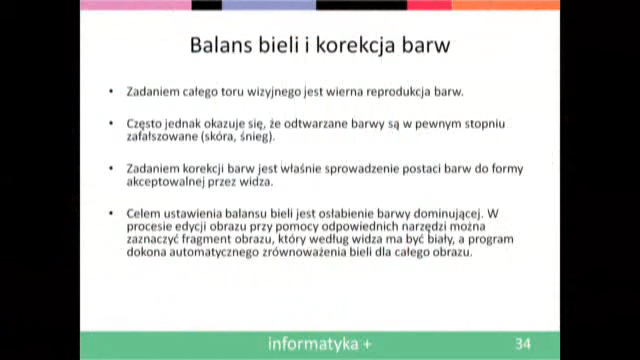 Balans bieli i korekcja barw
• Zadaniem całego toru wizyjnego jest wierna reprodukcja barw.
• Często jednak okazuje się, że odtwarzane barwy są w pewnym stopniu
zafałszowane (skóra, śnieg).
• Zadaniem korekcji barw jest właśnie sprowadzenie postaci barw do formy
akceptowalnej przez widza.
• Celem ustawienia balansu bieli jest osłabienie barwy dominującej. W
procesie edycji obrazu przy pomocy odpowiednich narzędzi można
zaznaczyć fragment obrazu, który według widza ma być biały, a program
dokona automatycznego zrównoważenia bieli dla całego obrazu.
informatyka +
34